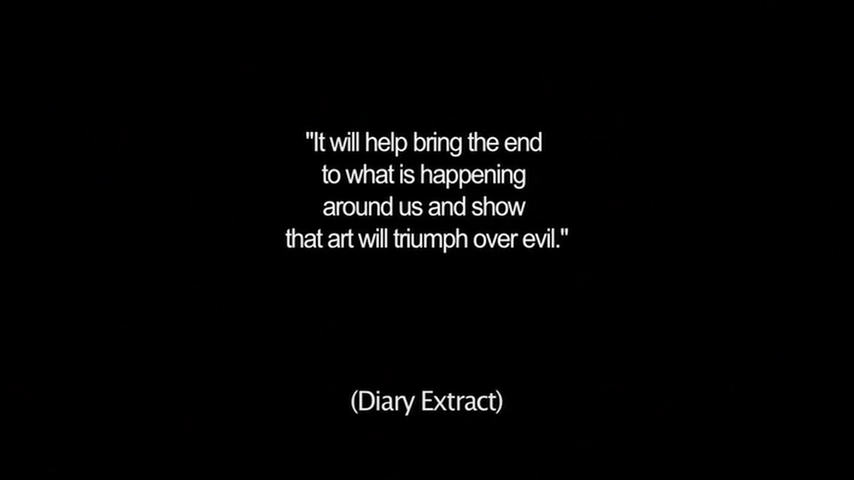 "It will help bring the end
to what is happening
around us and show
that art will triumph over evil."
(Diary Extract)